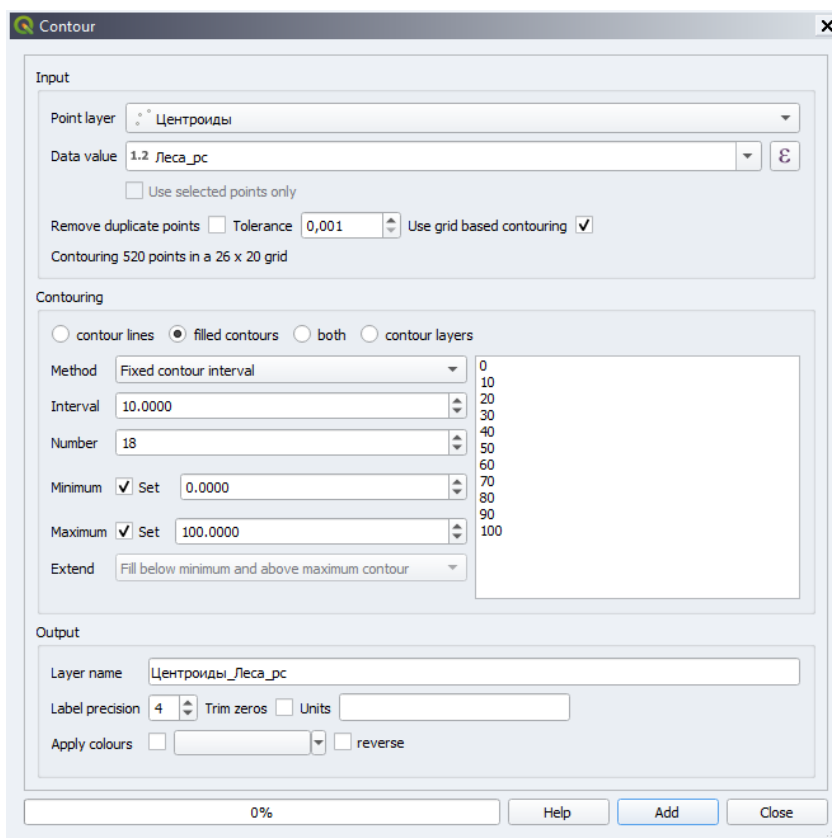 Contour
Input
Point layer Центроиды
Data value 1.2 Леса_рс ε
Use selected points only
Remove duplicate points Tolerance 0,001 Use grid based contouring
Contouring 520 points in a 26 x 20 grid
Contouring
contour lines filled contours both contour layers
Method Fixed contour interval
Interval 10.0000
Number 18
Minimum Set 0.0000
Maximum Set 100.0000
Extend Fill below minimum and above maximum contour
0
10
20
30
40
50
60
70
80
90
100
Output
Layer name Центроиды_Леса_рс
Label precision 4 Trim zeros Units
Apply colours reverse
0% Help Add Close